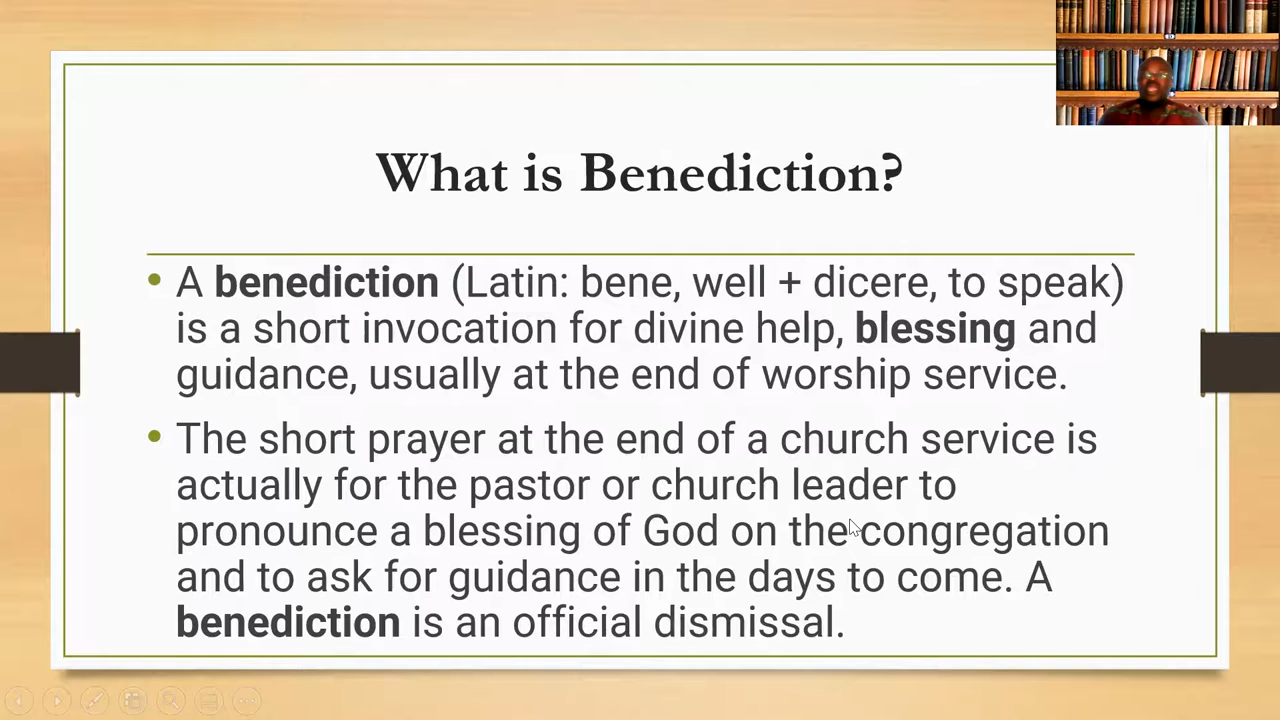 What is Benediction?
• A benediction (Latin: bene, well + dicere, to speak)
is a short invocation for divine help, blessing and
guidance, usually at the end of worship service.
• The short prayer at the end of a church service is
actually for the pastor or church leader to
pronounce a blessing of God on the congregation
and to ask for guidance in the days to come. A
benediction is an official dismissal.